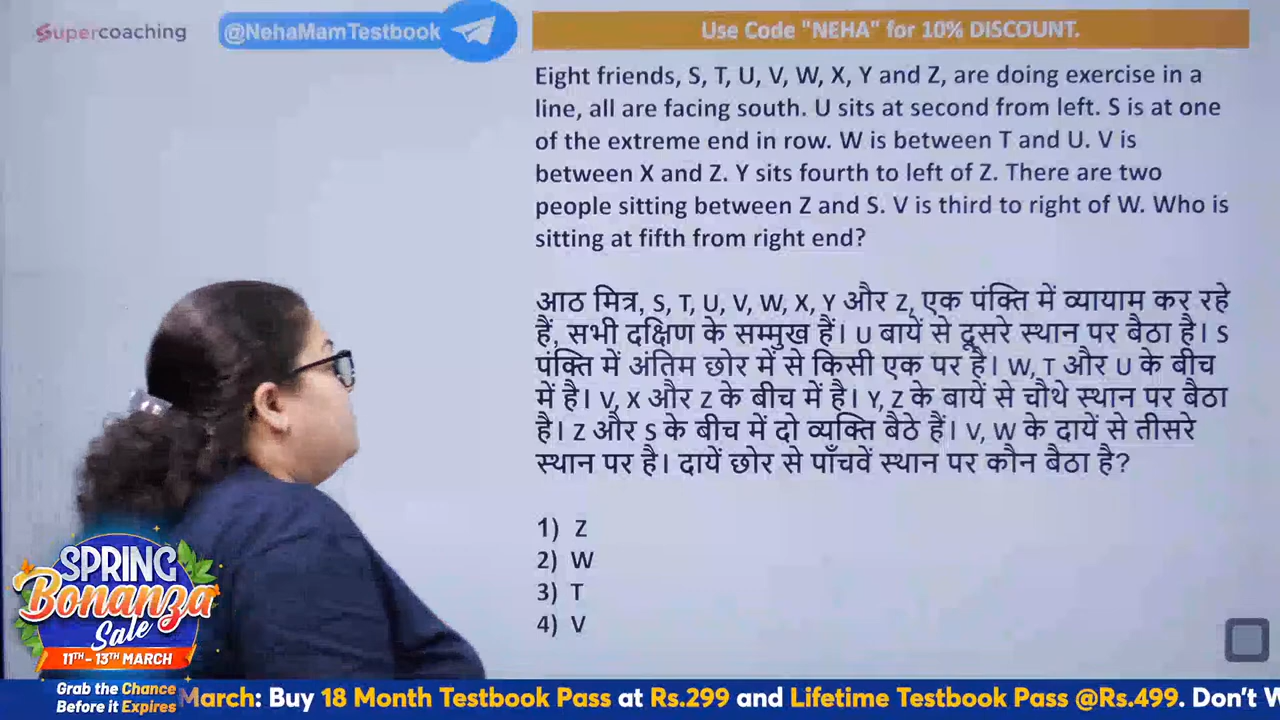 Supercoaching
@NehaMamTestbook
Use Code "NEHA" for 10% DISCOUNT.
Eight friends, S, T, U, V, W, X, Y and Z, are doing exercise in a
line, all are facing south. U sits at second from left. S is at one
of the extreme end in row. W is between T and U. V is
between X and Z. Y sits fourth to left of Z. There are two
people sitting between Z and S. V is third to right of W. Who is
sitting at fifth from right end?
आठ मित्र, S, T, U, V, W, X, Y और Z, एक पंक्ति में व्यायाम कर रहे
हैं, सभी दक्षिण के सम्मुख हैं। U बायें से दूसरे स्थान पर बैठा है। S
पंक्ति में अंतिम छोर में से किसी एक पर है। W, T और U के बीच
में है। V, X और Z के बीच में है। Y, Z के बायें से चौथे स्थान पर बैठा
है। Z और S के बीच में दो व्यक्ति बैठे हैं। V, W के दायें से तीसरे
स्थान पर है। दायें छोर से पाँचवें स्थान पर कौन बैठा है?
1) Z
2) W
3) T
4) V
SPRING
Bonanza
Sale
11TH - 13TH MARCH
Grab the Chance
Before it Expires
March: Buy 18 Month Testbook Pass at Rs.299 and Lifetime Testbook Pass @Rs.499. Don't W